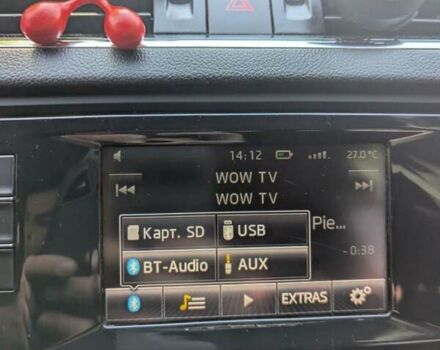 14:12 27.0°C
WOW TV
WOW TV
Карт. SD USB
Pie...
BT-Audio AUX
- 0:38
EXTRAS